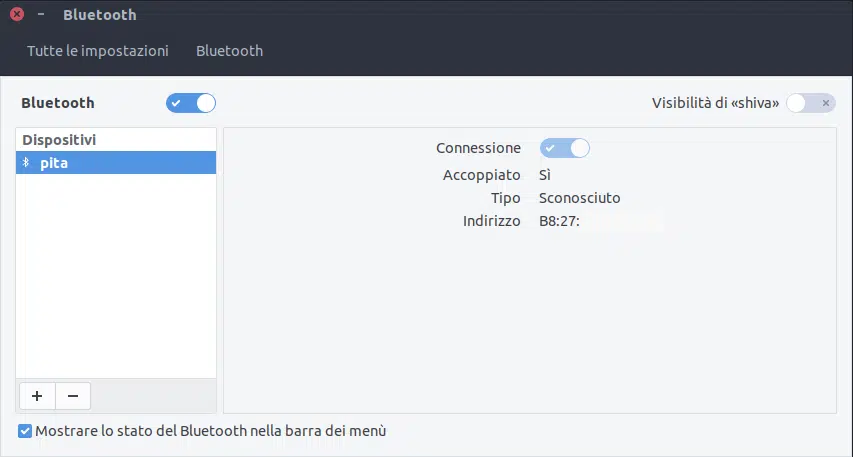 Bluetooth
Tutte le impostazioni Bluetooth
Bluetooth Visibilità di «shiva»
Dispositivi
pita
Connessione
Accoppiato Sì
Tipo Sconosciuto
Indirizzo B8:27:
Mostrare lo stato del Bluetooth nella barra dei menù